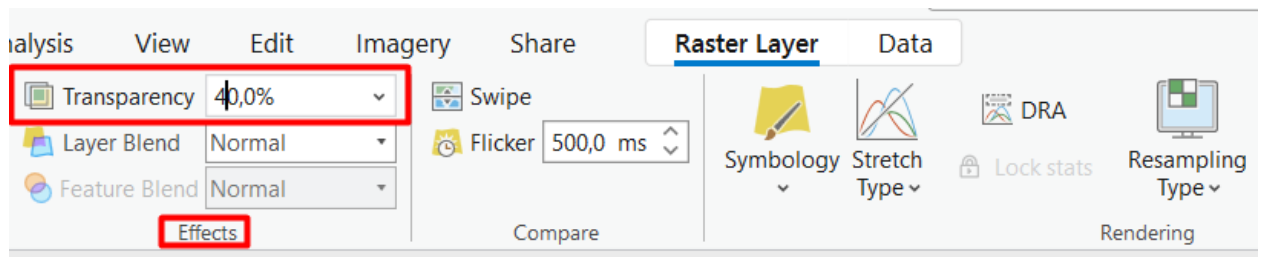 nalysis View Edit Imagery Share Raster Layer Data
Transparency 40,0%
Layer Blend Normal
Feature Blend Normal
Effects
Swipe
Flicker 500,0 ms
Compare
Symbology
Stretch
Type
DRA
Lock stats
Resampling
Type
Rendering